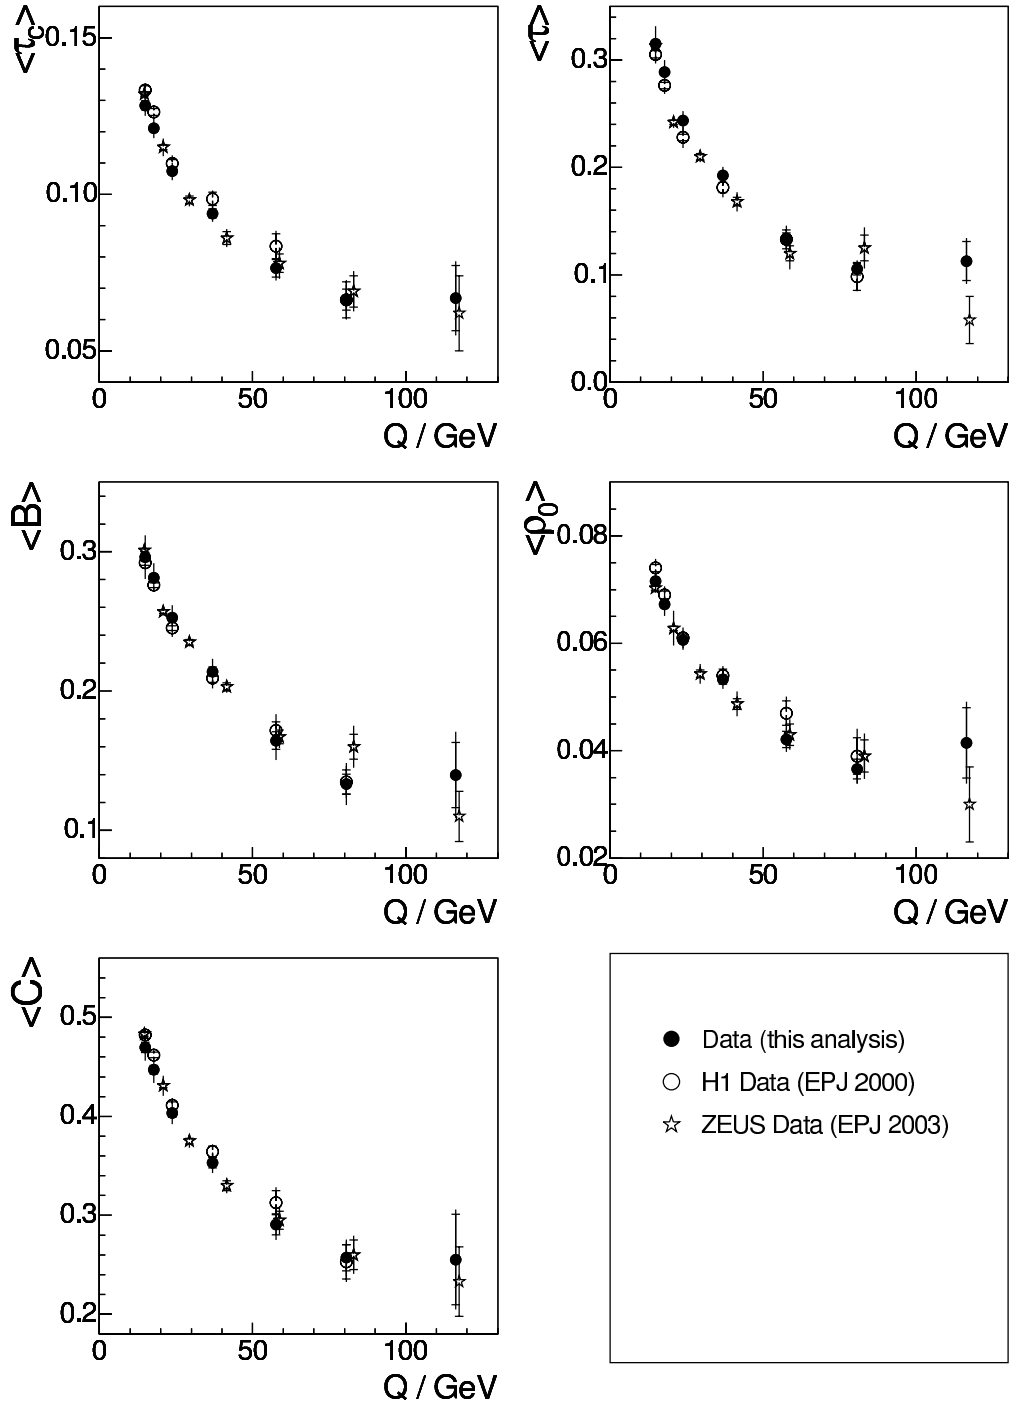 <τc>
0.15
0.10
0.05
0 50 100
Q / GeV
<τ>
0.3
0.2
0.1
0.0
0 50 100
Q / GeV
<B>
0.3
0.2
0.1
0 50 100
Q / GeV
<ρ0>
0.08
0.06
0.04
0.02
0 50 100
Q / GeV
<C>
0.5
0.4
0.3
0.2
0 50 100
Q / GeV
Data (this analysis)
H1 Data (EPJ 2000)
ZEUS Data (EPJ 2003)